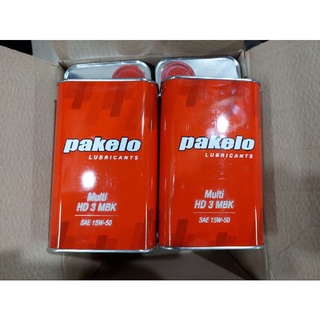 pakelo
LUBRICANTS
Multi
HD 3 MBK
SAE 15W-50
pakelo
LUBRICANTS
Multi
HD 3 MBK
SAE 15W-50